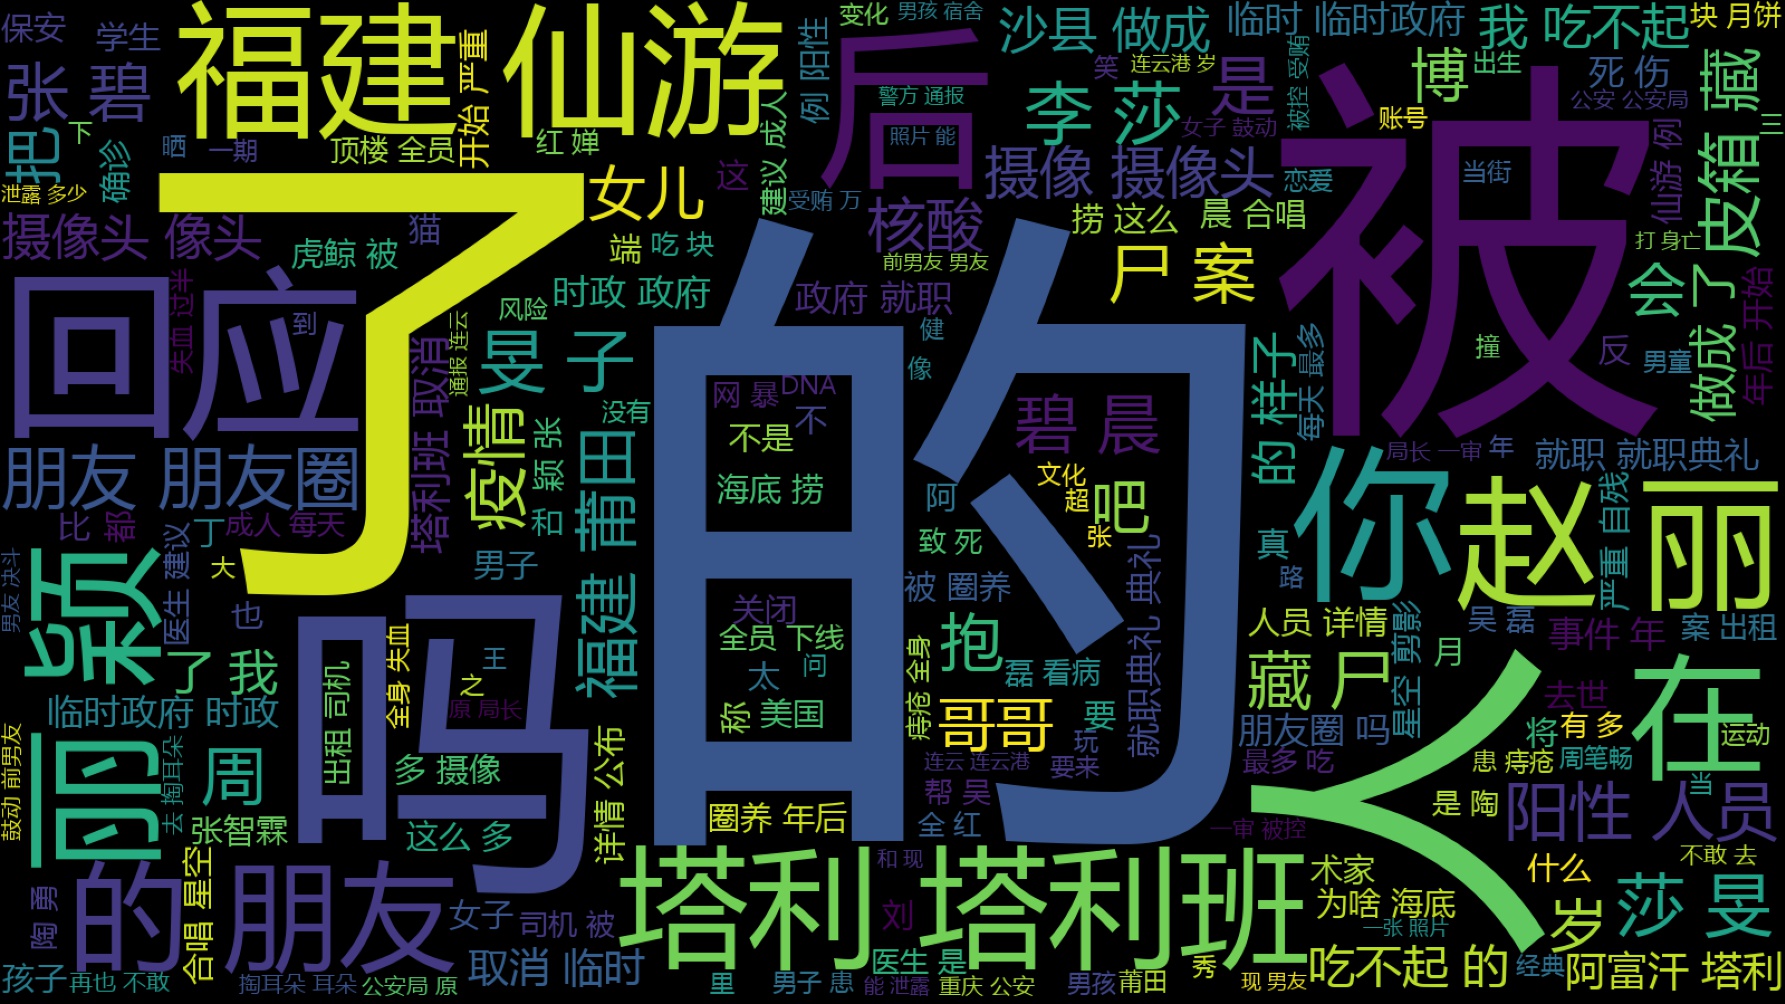 保安
学生
张 碧
把
下
确诊
晒
一期
泄露 多少
福建 仙游
开始 严重
顶楼 全员
红 婵
变化
男孩 宿舍
例 阳性
后
警方 通报
照片 能
建议 成人
受贿 万
这
女儿
沙县 做成
临时 临时政府
我 吃不起
块 月饼
笑
连云港 岁
李 莎
是
女子 鼓动
被控 受贿
账号
博
出生
死 伤
公安 公安局
藏
皮箱
三
摄像 摄像头
恋爱
当街
仙游 例
被
核酸
捞 这么
晨 合唱
尸 案
前男友 男友
打 身亡
会
摄像头 像头
虎鲸 被
猫
端
吃 块
时政 政府
政府 就职
风险
健
像
了
的
回应
失血 过半
到
塔利班 取消
通报 连云
旻 子
没有
疫情
颖 张
和
莆田
福建
网 暴
DNA
不
不是
海底 捞
碧 晨
文化
超
张
吧
阿
致 死
被 圈养
就职典礼 典礼
的 样子
每天 最多
撞
反
男童
做成 了
年后 开始
局长 一审
年
就职 就职典礼
朋友 朋友圈
比
都
丁
成人 每天
大
男子
你
赵 丽
真
路
严重 自残
男友 决斗
丽 颖
医生 建议
也
了 我
临时政府 时政
吗
出租 司机
全身 失血
王
之
原 局长
关闭
全员 下线
太
问
称
美国
痔疮 全身
抱
磊 看病
哥哥
要
玩
要来
连云 连云港
帮 吴
人员 详情
星空 剪影
吴 磊
月
事件 年
案 出租
藏 尸
去世
朋友圈 吗
将
有 多
运动
在
人
鼓动 前男友
去 掏耳朵
周
张智霖
多 摄像
这么 多
详情 公布
圈养 年后
全 红
最多 吃
患 痔疮
周笔畅
当
是 陶
阳性 人员
一审 被控
不敢 去
合唱 星空
陶 勇
的 朋友
女子
司机 被
取消 临时
塔利 塔利班
和 现
刘
术家
为啥 海底
一张 照片
什么
岁
莎 旻
孩子
再也 不敢
掏耳朵 耳朵
公安局 原
里
男子 患
医生 是
能 泄露
重庆 公安
男孩
莆田
秀
现 男友
吃不起 的
经典
阿富汗 塔利